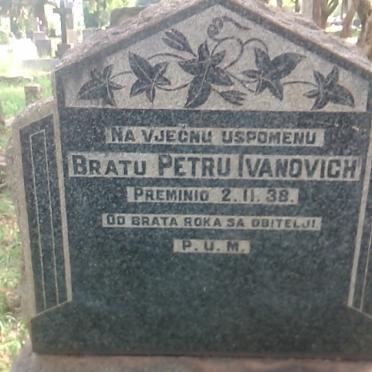 NA VJEČNU USPOMENU
BRATU PETRU IVANOVICH
PREMINIO 2.11.38.
OD BRATA ROKA SA OBITELJI
P.U.M.